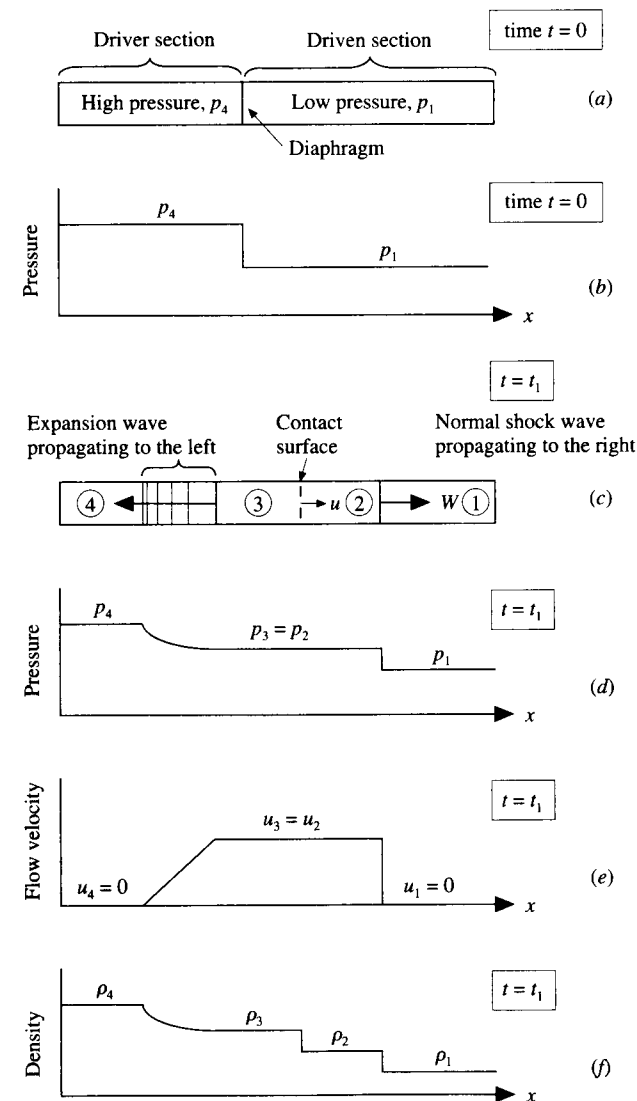 time t = 0
Driver section Driven section
High pressure, p₄ Low pressure, p₁ (a)
Diaphragm
time t = 0
Pressure p₄ p₁ (b)
x
t = t₁
Expansion wave propagating to the left
Contact surface
Normal shock wave propagating to the right
④ ③ u ② W ① (c)
t = t₁
Pressure p₄ p₃ = p₂ p₁ (d)
x
t = t₁
Flow velocity u₄ = 0 u₃ = u₂ u₁ = 0 (e)
x
t = t₁
Density ρ₄ ρ₃ ρ₂ ρ₁ (f)
x